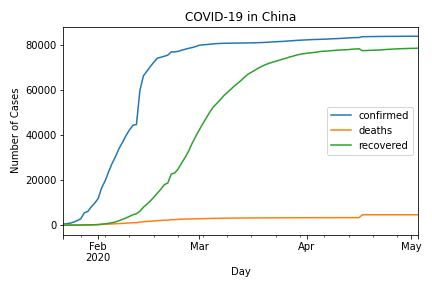 COVID-19 in China
Number of Cases
80000
60000
40000
20000
0
confirmed
deaths
recovered
Feb
2020
Mar
Apr
May
Day